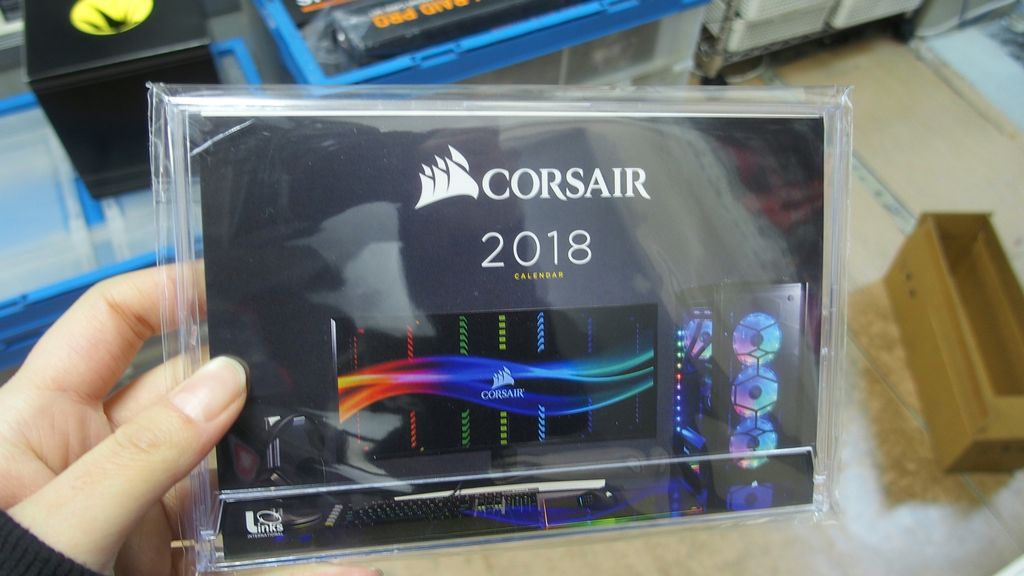 RAID PRO
CORSAIR
2018
CALENDAR
CORSAIR
Links
INTERNATIONAL